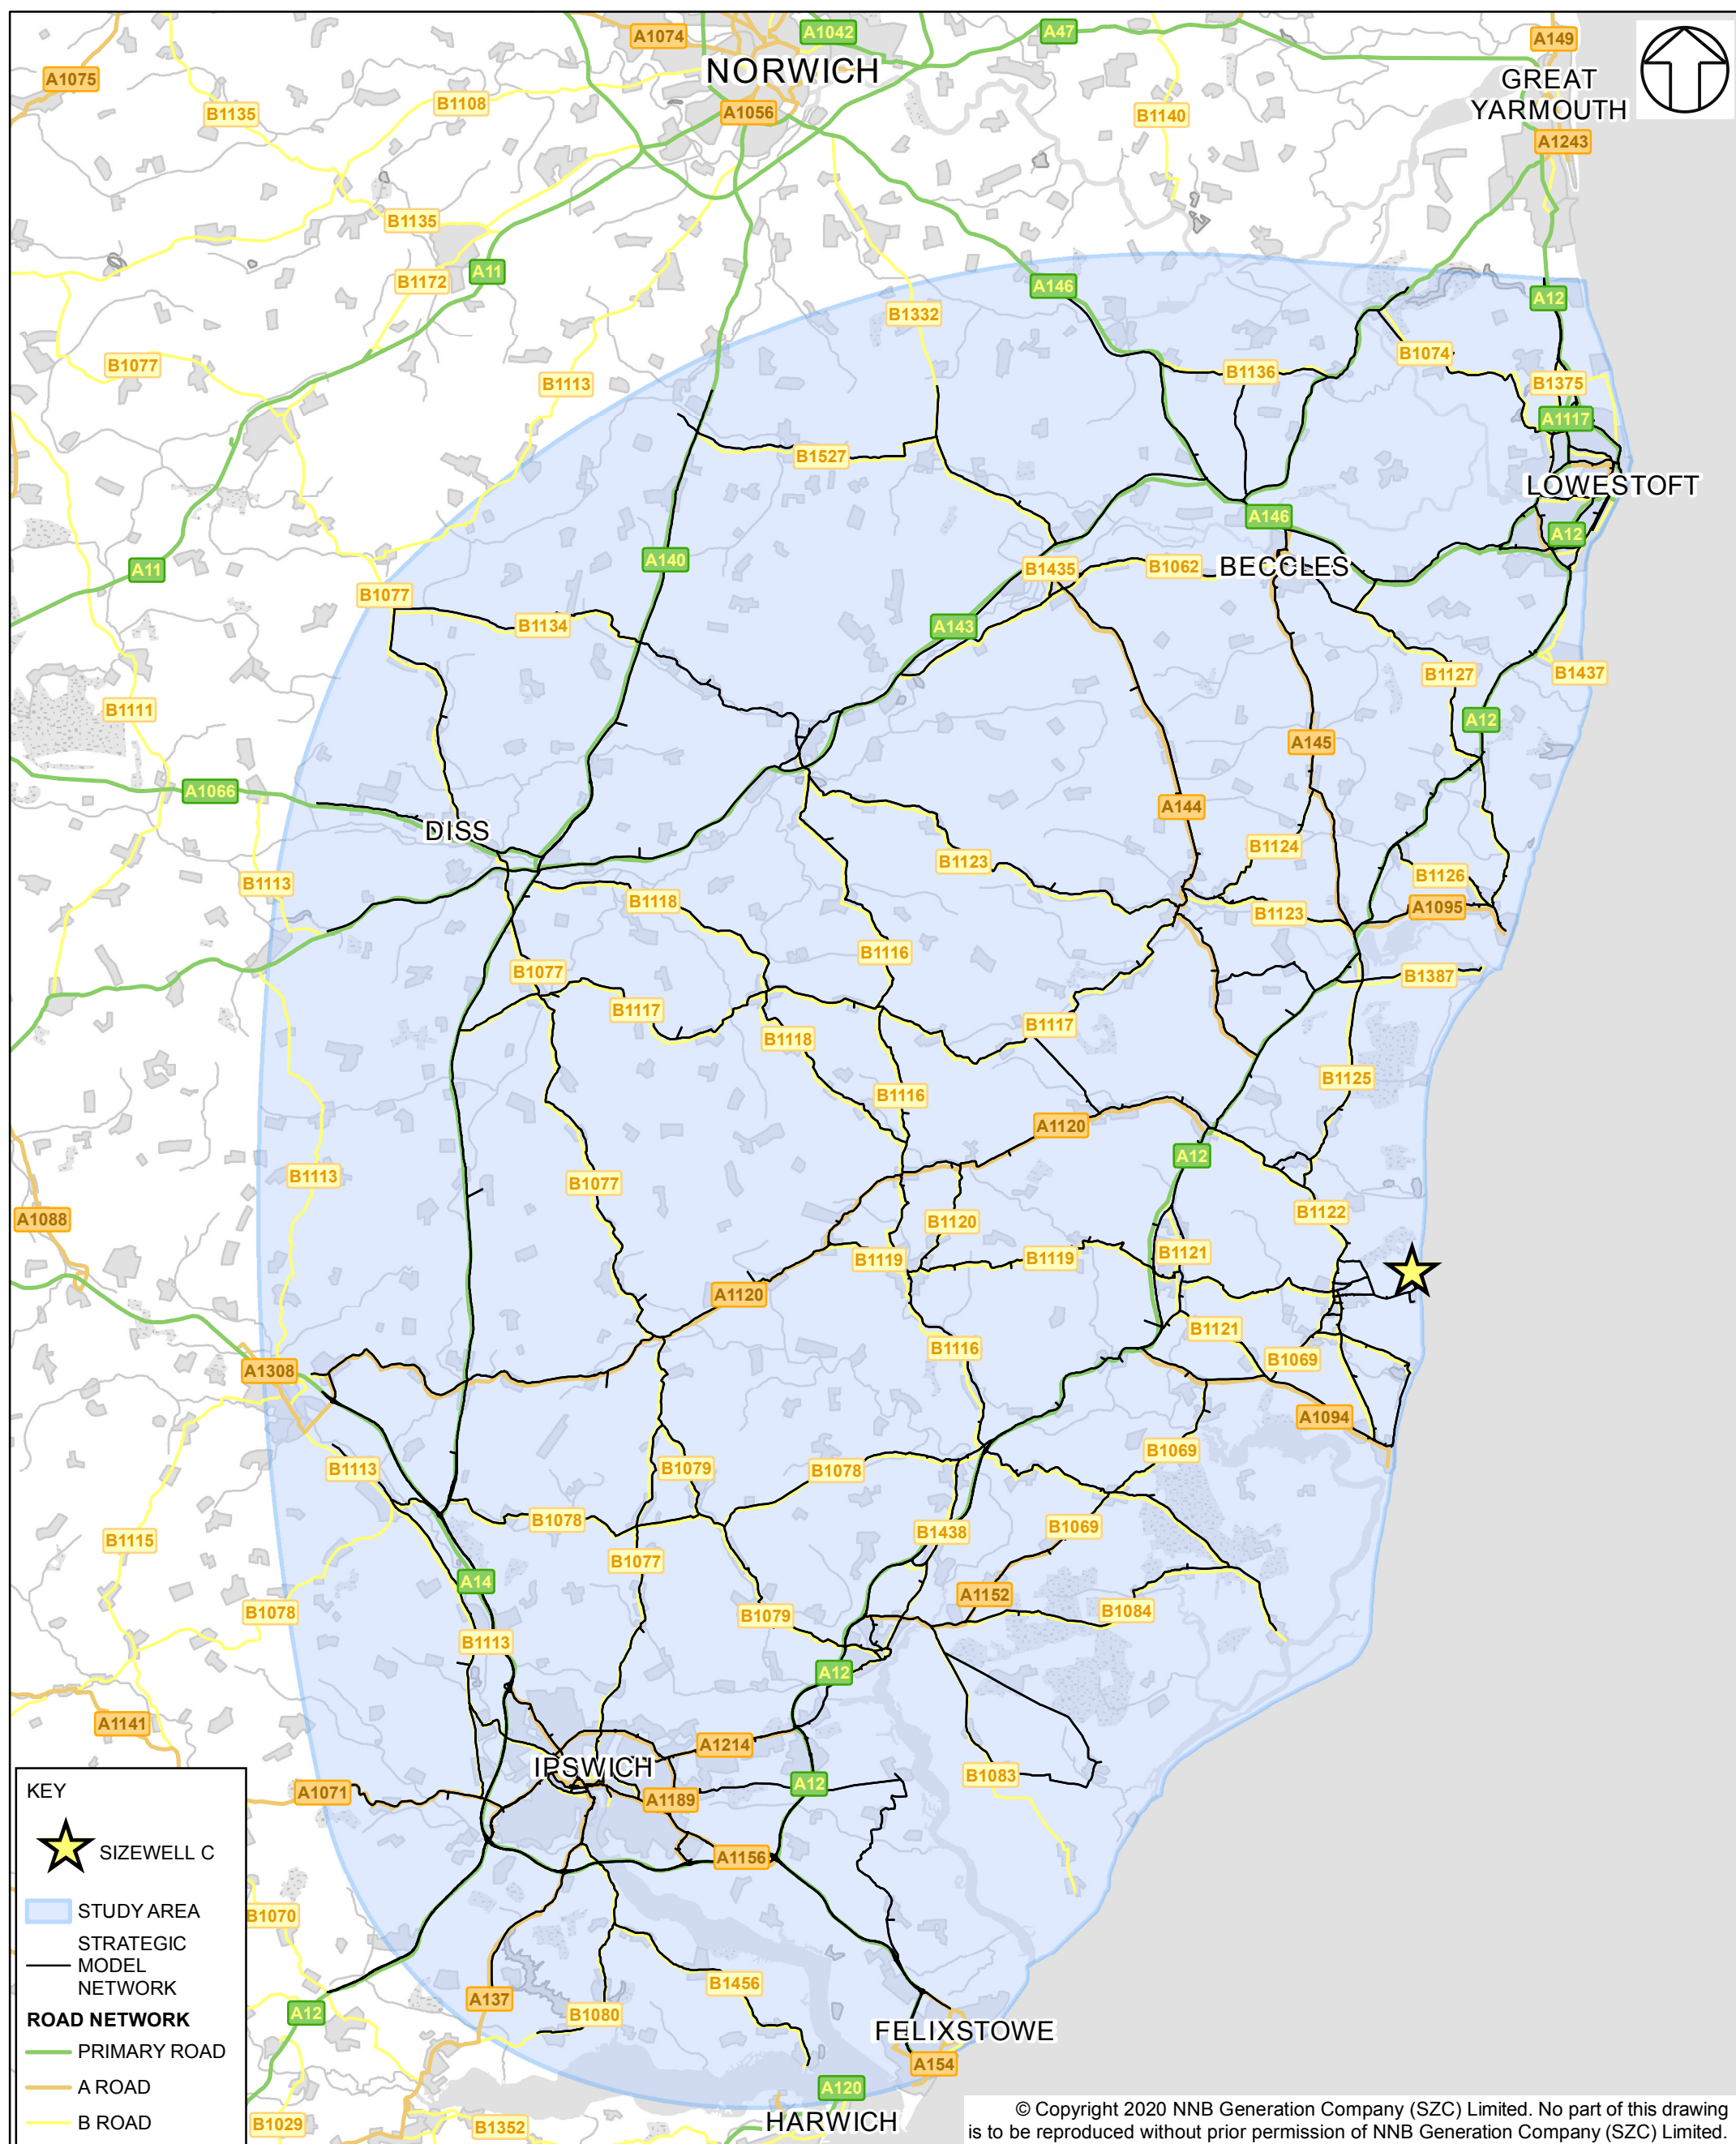 A1074
A1042
A47
A149
NORWICH
GREAT
YARMOUTH
A1075
B1108
B1135
A1056
B1140
A1243
B1135
B1172
A11
A146
A12
B1332
B1077
B1113
B1074
B1136
B1375
A1117
B1527
LOWESTOFT
A146
A12
A11
A140
B1077
B1435
B1062
BECCLES
B1134
A143
B1127
B1437
B1111
A12
A145
A1066
A144
DISS
B1124
B1123
B1113
B1126
B1118
A1095
B1123
B1116
B1077
B1387
B1117
B1117
B1118
B1125
B1116
A1120
A12
B1113
B1077
A1088
B1120
B1122
B1121
B1119
B1119
A1120
B1121
B1116
B1069
A1308
A1094
B1069
B1113
B1079
B1078
B1078
B1438
B1069
B1115
B1077
A14
A1152
B1078
B1079
B1084
B1113
A12
A1141
A1214
IPSWICH
B1083
A12
A1071
A1189
A1156
B1070
B1456
A137
A12
B1080
FELIXSTOWE
A154
A120
HARWICH
B1029
B1352
KEY
SIZEWELL C
STUDY AREA
STRATEGIC
MODEL
NETWORK
ROAD NETWORK
PRIMARY ROAD
A ROAD
B ROAD
© Copyright 2020 NNB Generation Company (SZC) Limited. No part of this drawing
is to be reproduced without prior permission of NNB Generation Company (SZC) Limited.